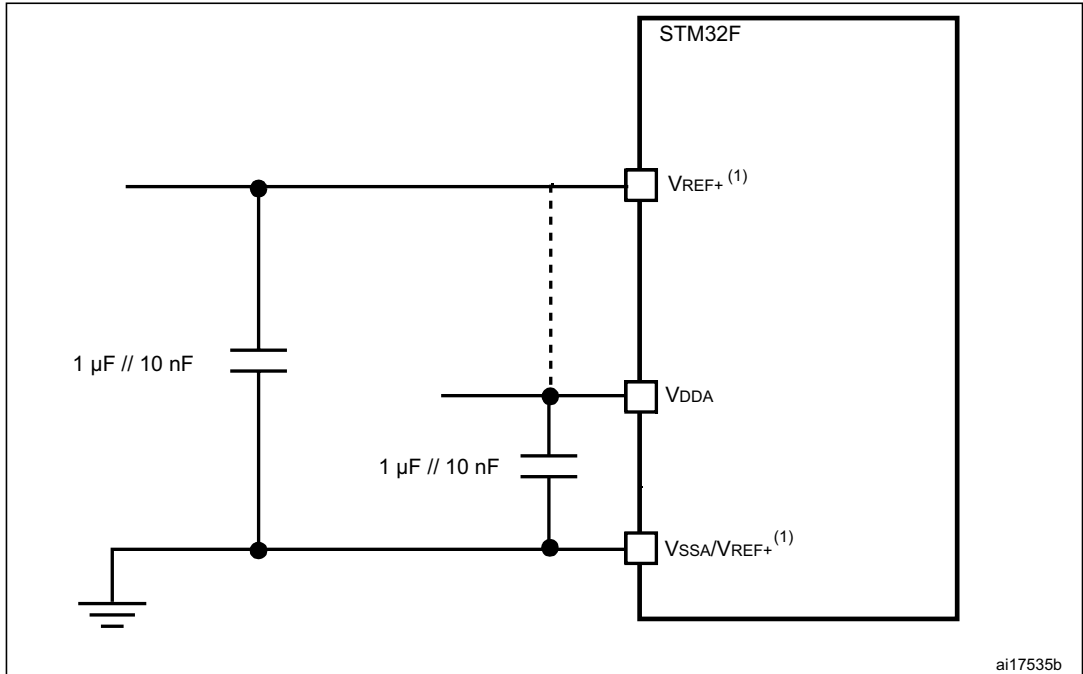 STM32F
VREF+ (1)
1 µF // 10 nF
VDDA
1 µF // 10 nF
VSSA/VREF+ (1)
ai17535b